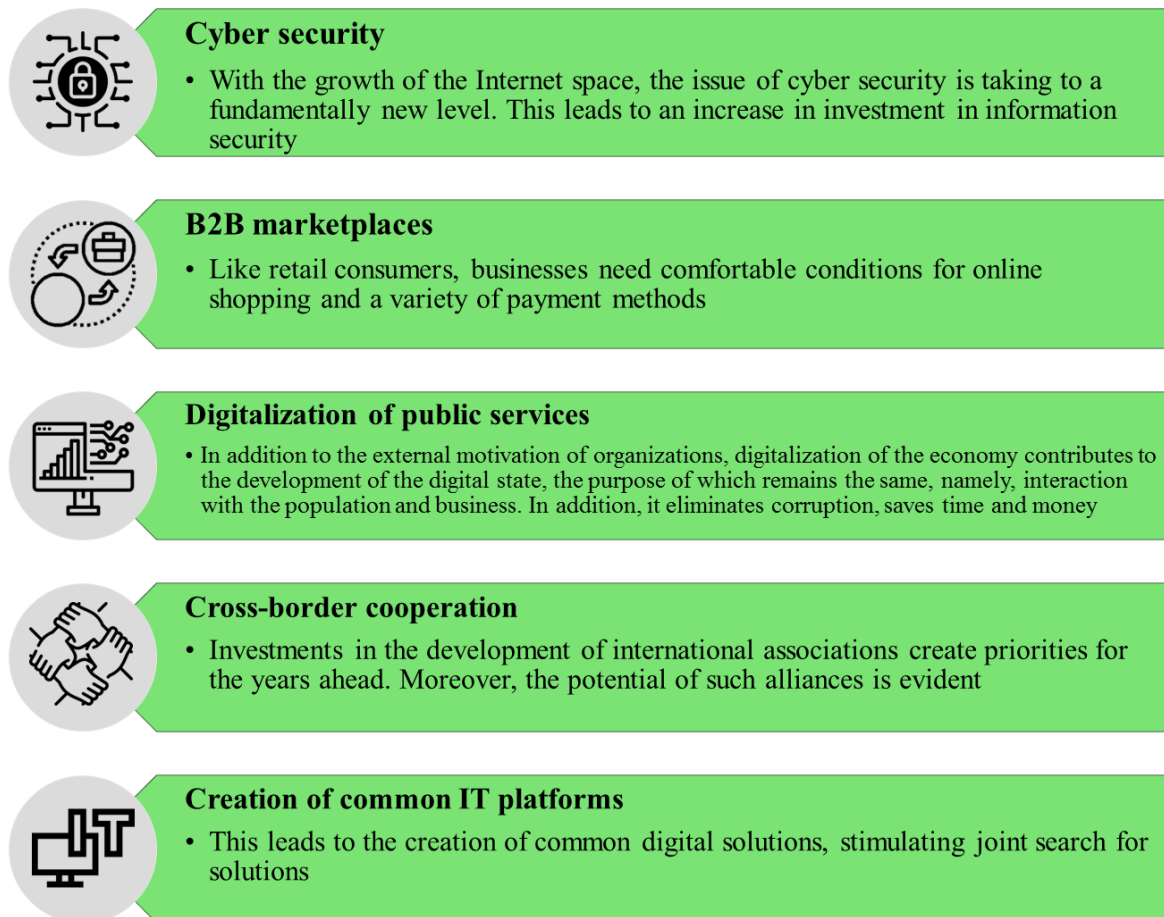 Cyber security
• With the growth of the Internet space, the issue of cyber security is taking to a
fundamentally new level. This leads to an increase in investment in information
security
B2B marketplaces
• Like retail consumers, businesses need comfortable conditions for online
shopping and a variety of payment methods
Digitalization of public services
• In addition to the external motivation of organizations, digitalization of the economy contributes to
the development of the digital state, the purpose of which remains the same, namely, interaction
with the population and business. In addition, it eliminates corruption, saves time and money
Cross-border cooperation
• Investments in the development of international associations create priorities for
the years ahead. Moreover, the potential of such alliances is evident
IT
Creation of common IT platforms
• This leads to the creation of common digital solutions, stimulating joint search for
solutions